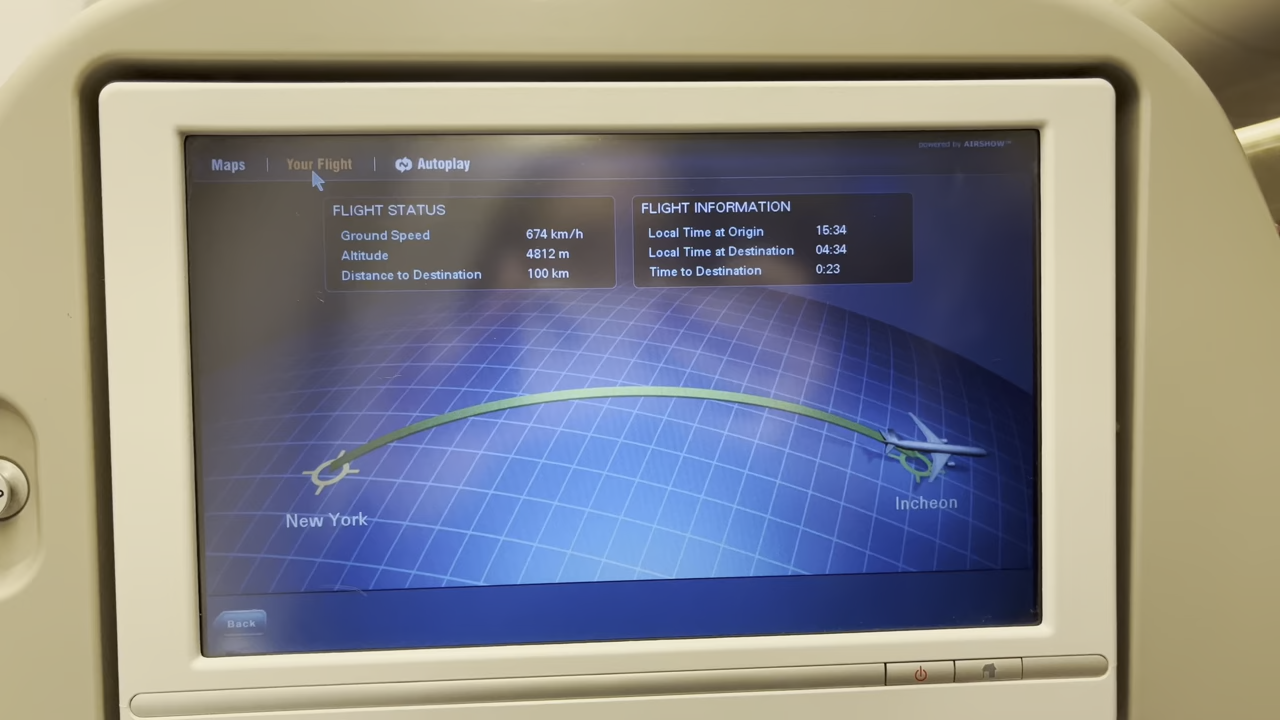 powered by AIRSHOW™
Maps | Your Flight | Autoplay
FLIGHT STATUS
Ground Speed 674 km/h
Altitude 4812 m
Distance to Destination 100 km
FLIGHT INFORMATION
Local Time at Origin 15:34
Local Time at Destination 04:34
Time to Destination 0:23
New York
Incheon
Back